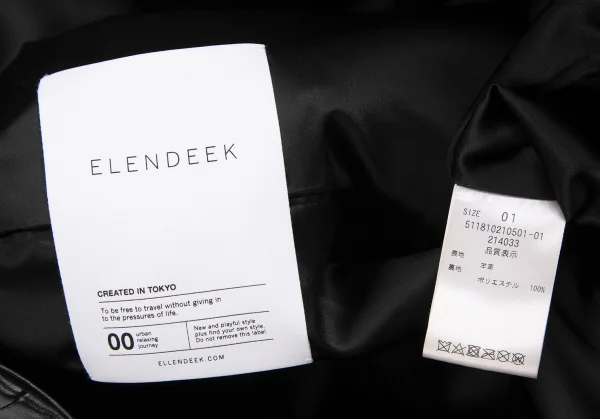 ELENDEEK
CREATED IN TOKYO
To be free to travel without giving in
to the pressures of life.
00
urban
relaxing
journey
New and playful style
plus find your own style.
Do not remove this label
ELLENDEEK.COM
SIZE 01
511810210501-01
214033
品質表示
表地 羊革
裏地 ポリエステル 100%